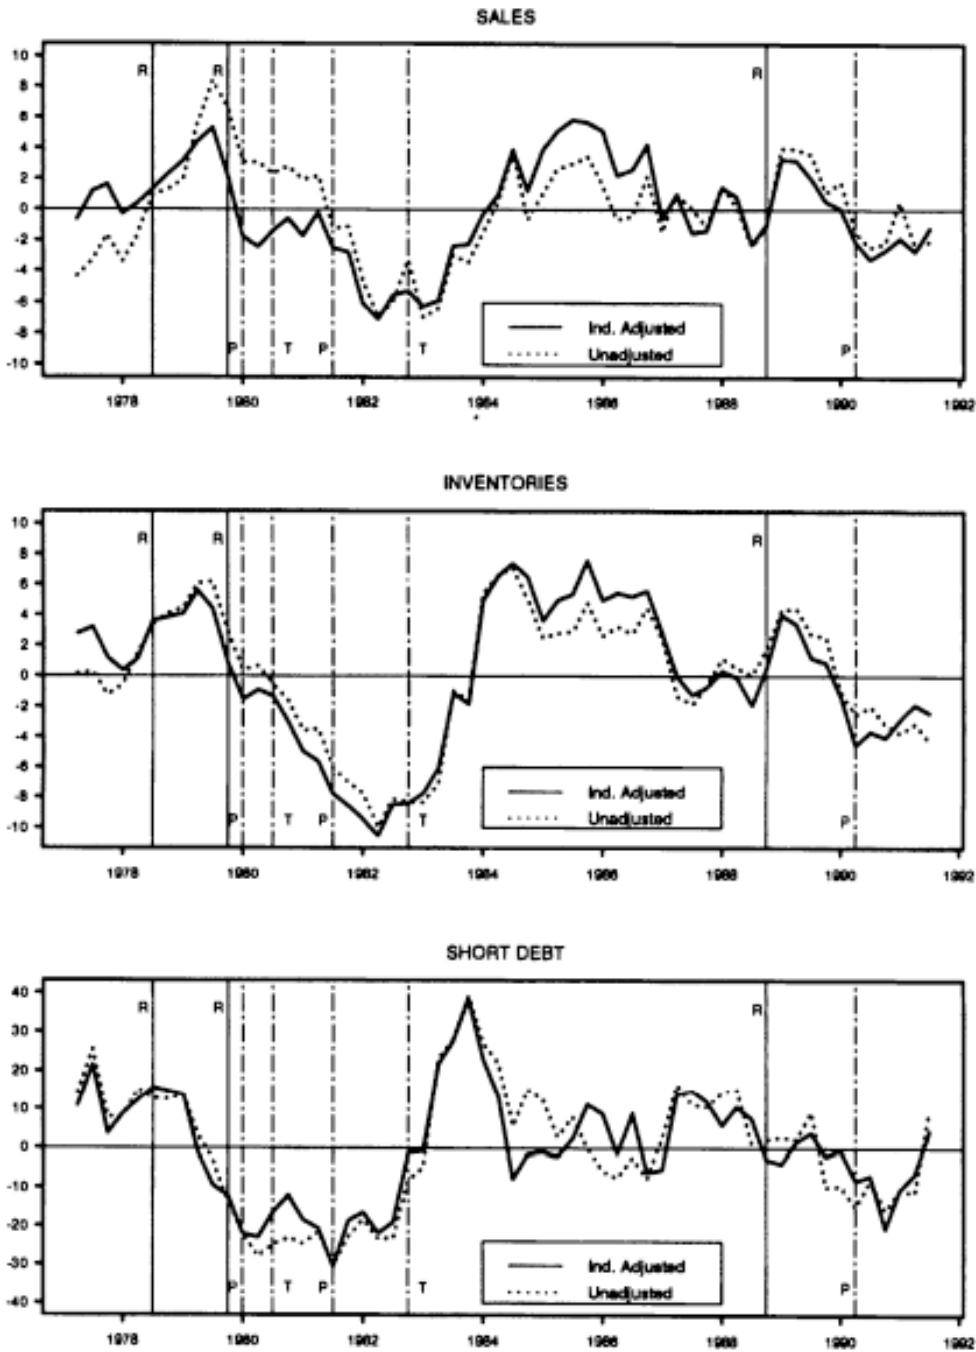 SALES
10
8
6
4
2
0
-2
-4
-6
-8
-10
R R R
P T P T P
Ind. Adjusted
Unadjusted
1978 1980 1982 1984 1986 1988 1990 1992
INVENTORIES
10
8
6
4
2
0
-2
-4
-6
-8
-10
R R R
P T P T P
Ind. Adjusted
Unadjusted
1978 1980 1982 1984 1986 1988 1990 1992
SHORT DEBT
40
30
20
10
0
-10
-20
-30
-40
R R R
P T P T P
Ind. Adjusted
Unadjusted
1978 1980 1982 1984 1986 1988 1990 1992